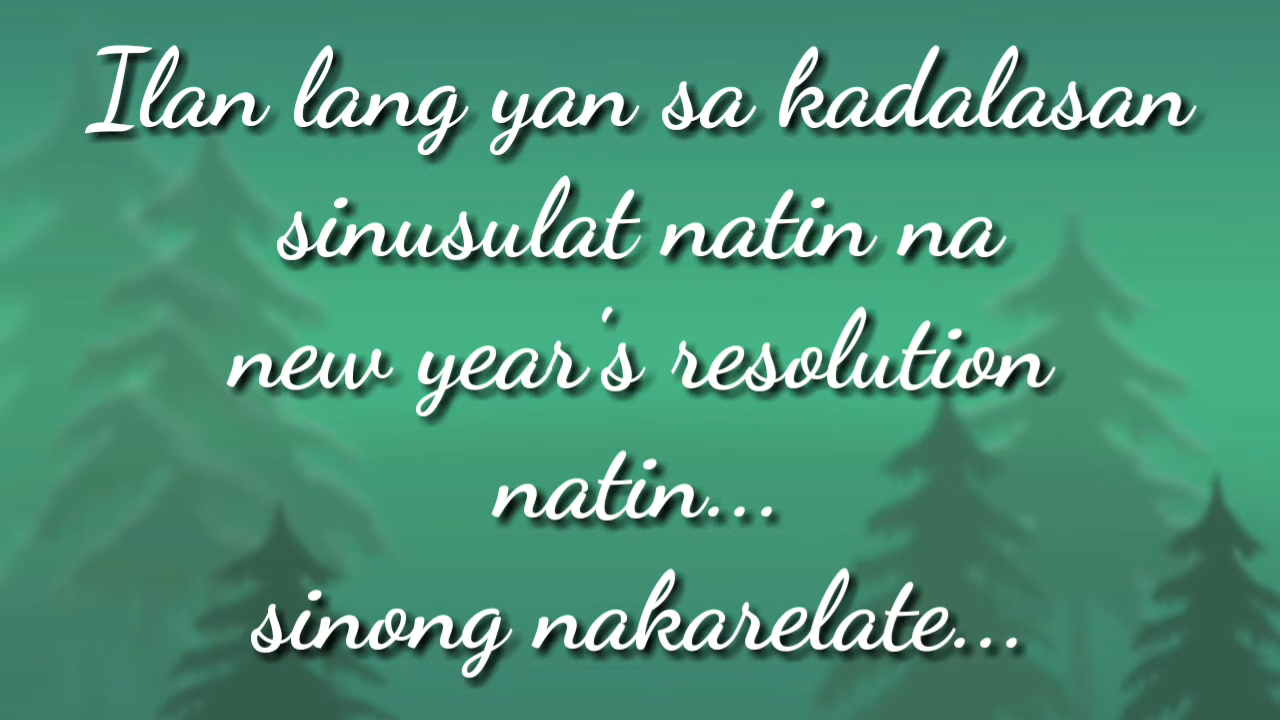 Ilan lang yan sa kadalasan
sinusulat natin na
new year's resolution
natin...
sinong nakarelate...